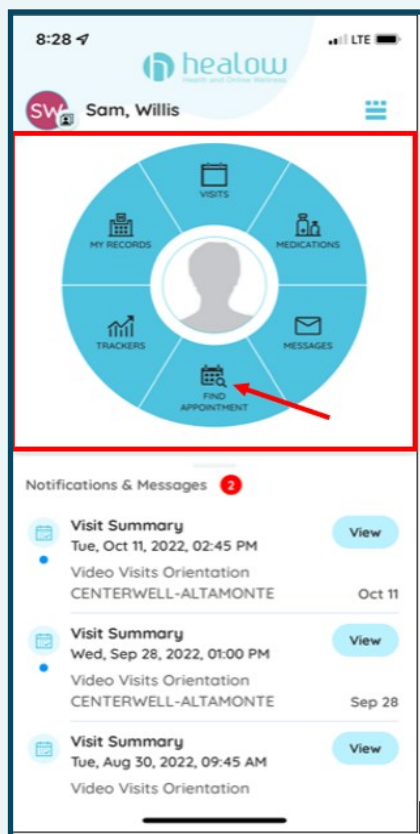 8:28 LTE
healow
Health and Online Wellness
SW Sam, Willis
VISITS
MY RECORDS
MEDICATIONS
TRACKERS
MESSAGES
FIND
APPOINTMENT
Notifications & Messages 2
Visit Summary View
Tue, Oct 11, 2022, 02:45 PM
Video Visits Orientation
CENTERWELL-ALTAMONTE Oct 11
Visit Summary View
Wed, Sep 28, 2022, 01:00 PM
Video Visits Orientation
CENTERWELL-ALTAMONTE Sep 28
Visit Summary View
Tue, Aug 30, 2022, 09:45 AM
Video Visits Orientation